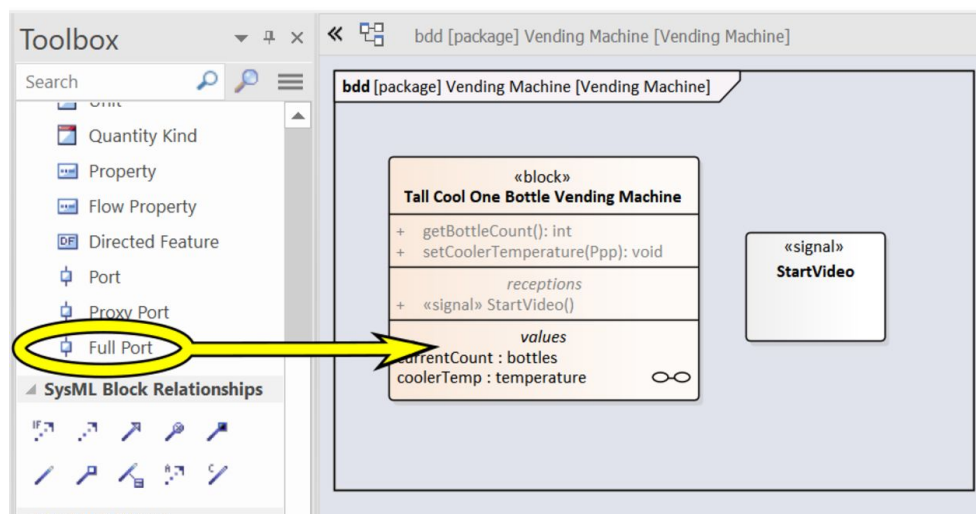 Toolbox
Search
Unit
Quantity Kind
Property
Flow Property
DF Directed Feature
Port
Proxy Port
Full Port
SysML Block Relationships
IF
A
C
bdd [package] Vending Machine [Vending Machine]
bdd [package] Vending Machine [Vending Machine]
«block»
Tall Cool One Bottle Vending Machine
+ getBottleCount(): int
+ setCoolerTemperature(Ppp): void
receptions
+ «signal» StartVideo()
values
currentCount : bottles
coolerTemp : temperature
«signal»
StartVideo